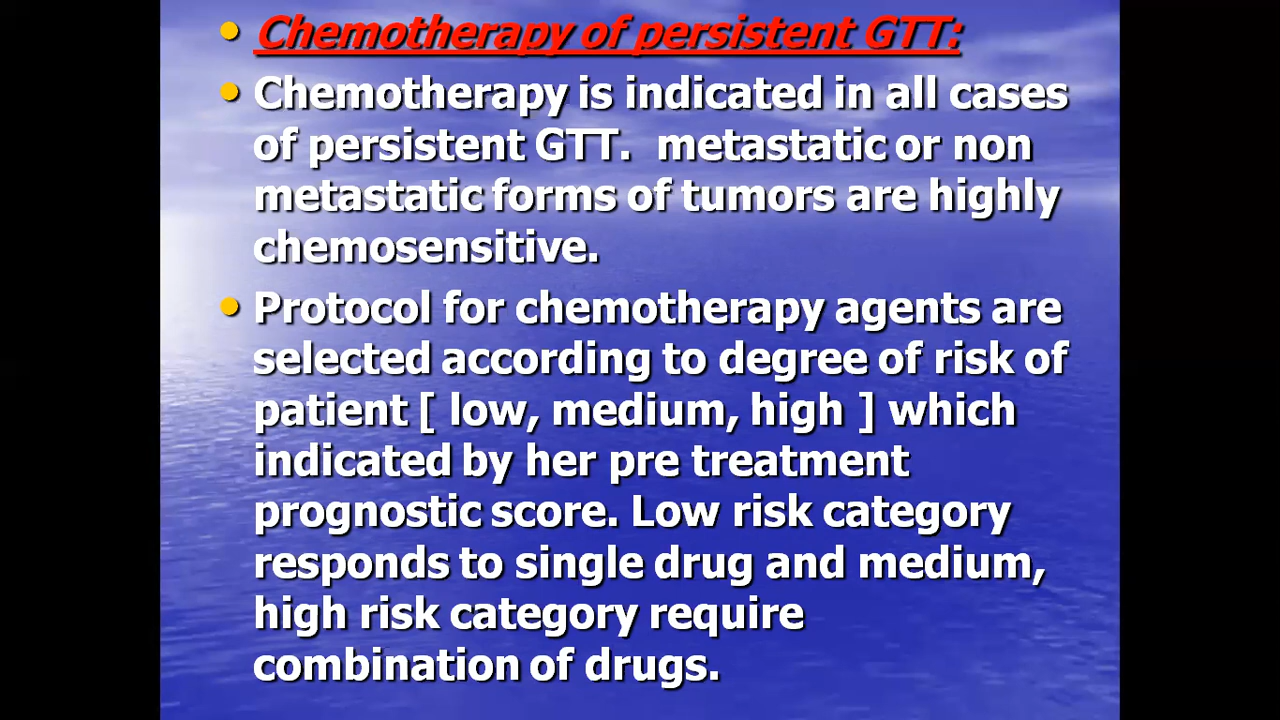 • Chemotherapy of persistent GTT:
• Chemotherapy is indicated in all cases
of persistent GTT.  metastatic or non
metastatic forms of tumors are highly
chemosensitive.
• Protocol for chemotherapy agents are
selected according to degree of risk of
patient [ low, medium, high ] which
indicated by her pre treatment
prognostic score. Low risk category
responds to single drug and medium,
high risk category require
combination of drugs.